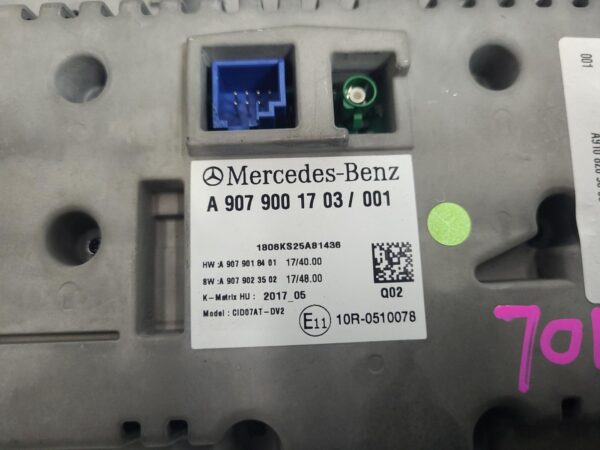 Mercedes-Benz
A 907 900 17 03/ 001
1806KS25A81436
HW :A 907 901 84 01 17/40.00
SW :A 907 902 35 02 17/48.00
K-Matrix HU : 2017_05
Q02
Model : CID07AT-DV2
E11 10R-0510078
001